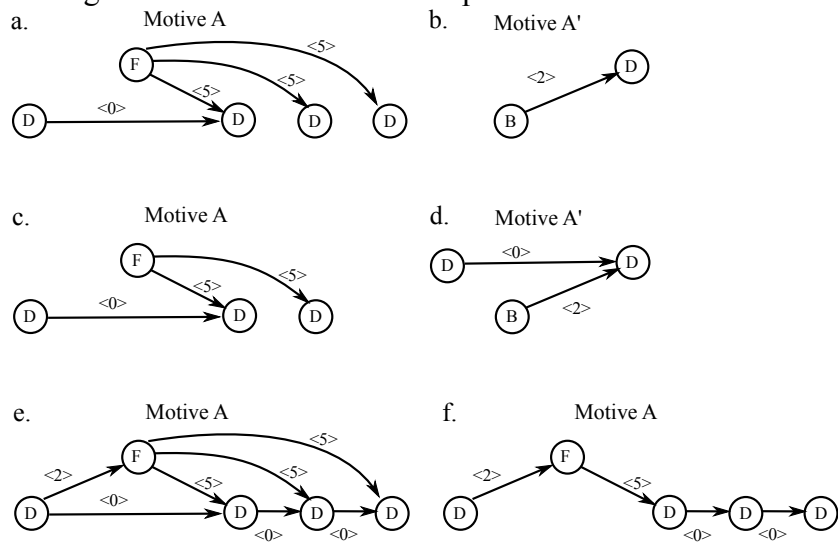 a. Motive A
<5>
F
<5>
<5>
<0>
D D D D
b. Motive A'
D
<2>
B
c. Motive A
F
<5>
<5>
<0>
D D D
d. Motive A'
D <0> D
B <2>
e. Motive A
<5>
F
<2> <5> <5>
<0>
D D D D
<0> <0>
f. Motive A
F
<2> <5>
D D D D
<0> <0>